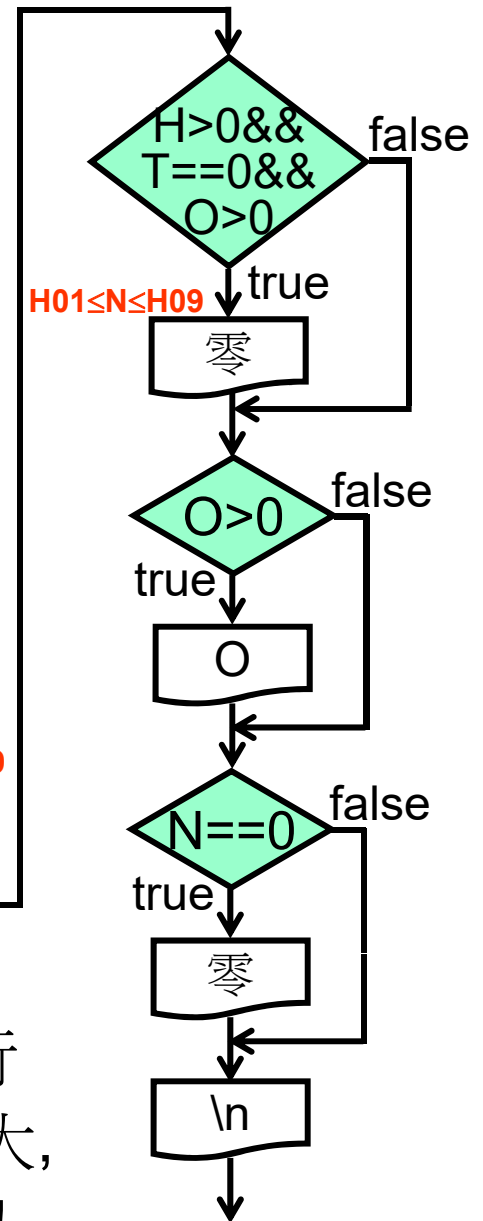 H>0&&
T==0&&
O>0
false
true
H01≤N≤H09
零
O>0
false
true
O
N==0
false
true
零
\n